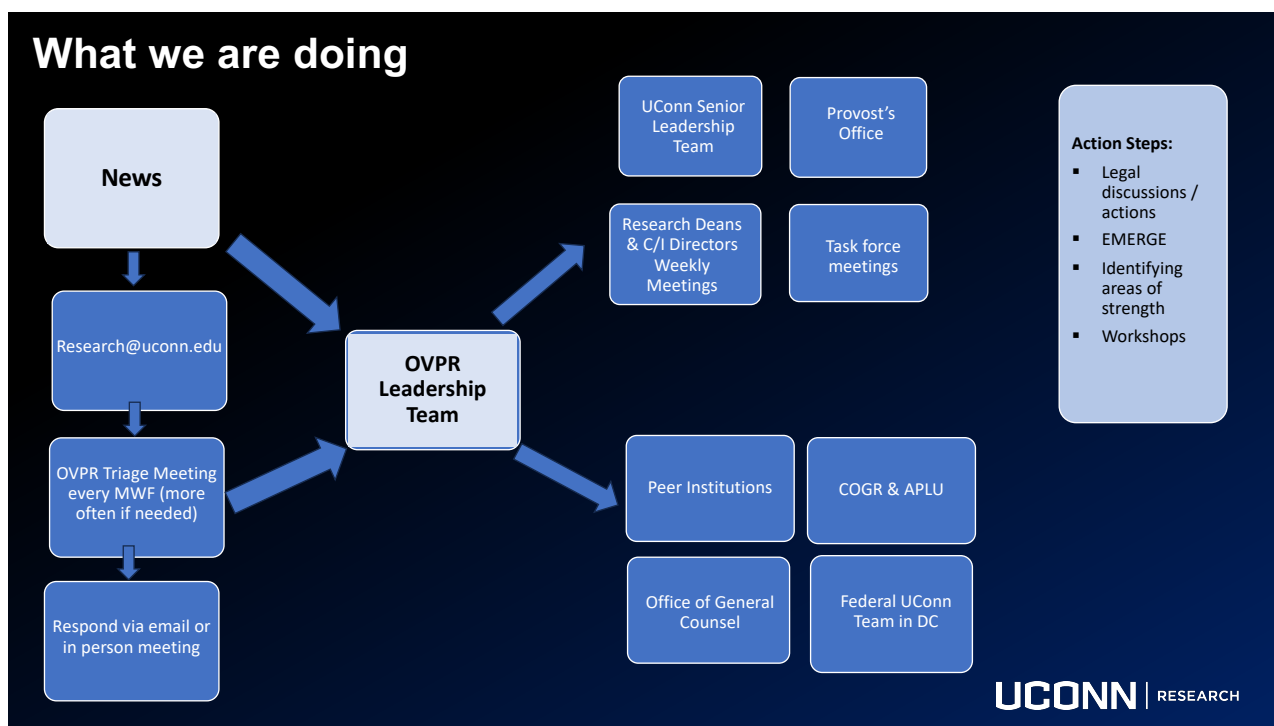 What we are doing
News
Research@uconn.edu
OVPR Triage Meeting
every MWF (more
often if needed)
Respond via email or
in person meeting
OVPR
Leadership
Team
UConn Senior
Leadership
Team
Provost’s
Office
Research Deans
& C/I Directors
Weekly
Meetings
Task force
meetings
Peer Institutions
COGR & APLU
Office of General
Counsel
Federal UConn
Team in DC
Action Steps:
▪ Legal
discussions /
actions
▪ EMERGE
▪ Identifying
areas of
strength
▪ Workshops
UCONN | RESEARCH